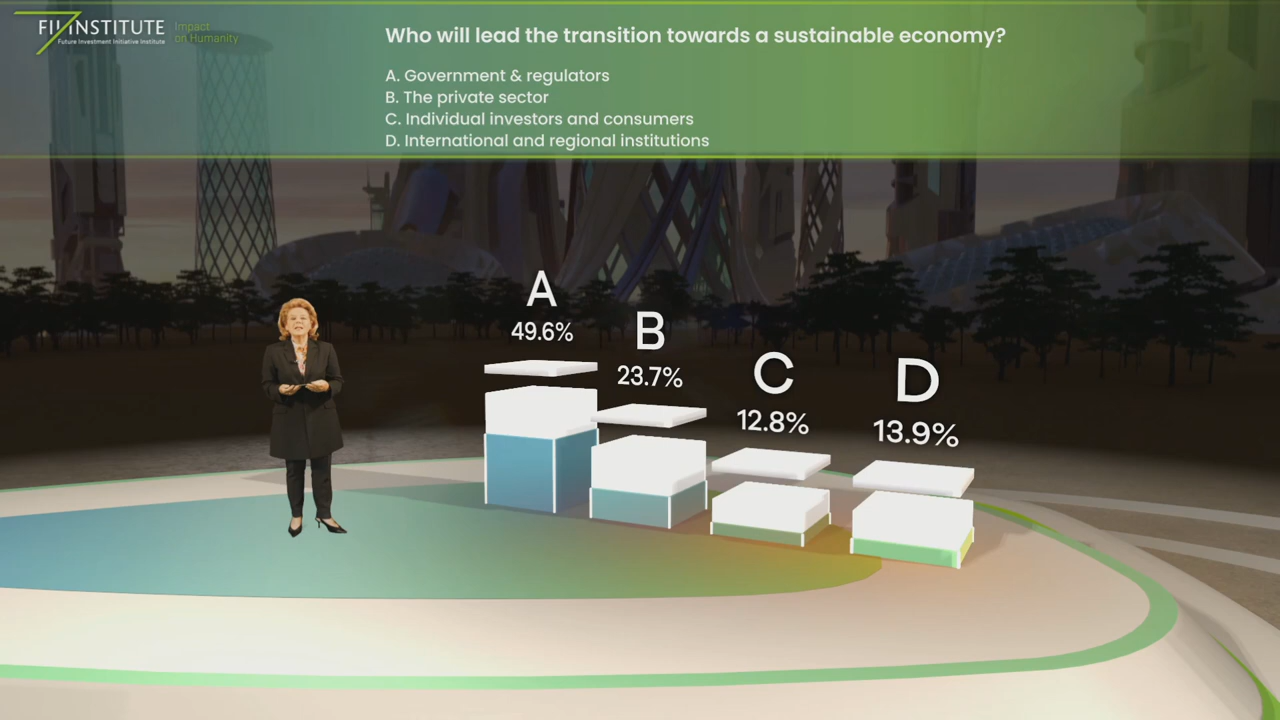 FII INSTITUTE
Future Investment Initiative Institute
Impact
on Humanity
Who will lead the transition towards a sustainable economy?
A. Government & regulators
B. The private sector
C. Individual investors and consumers
D. International and regional institutions
A
49.6%
B
23.7%
C
12.8%
D
13.9%